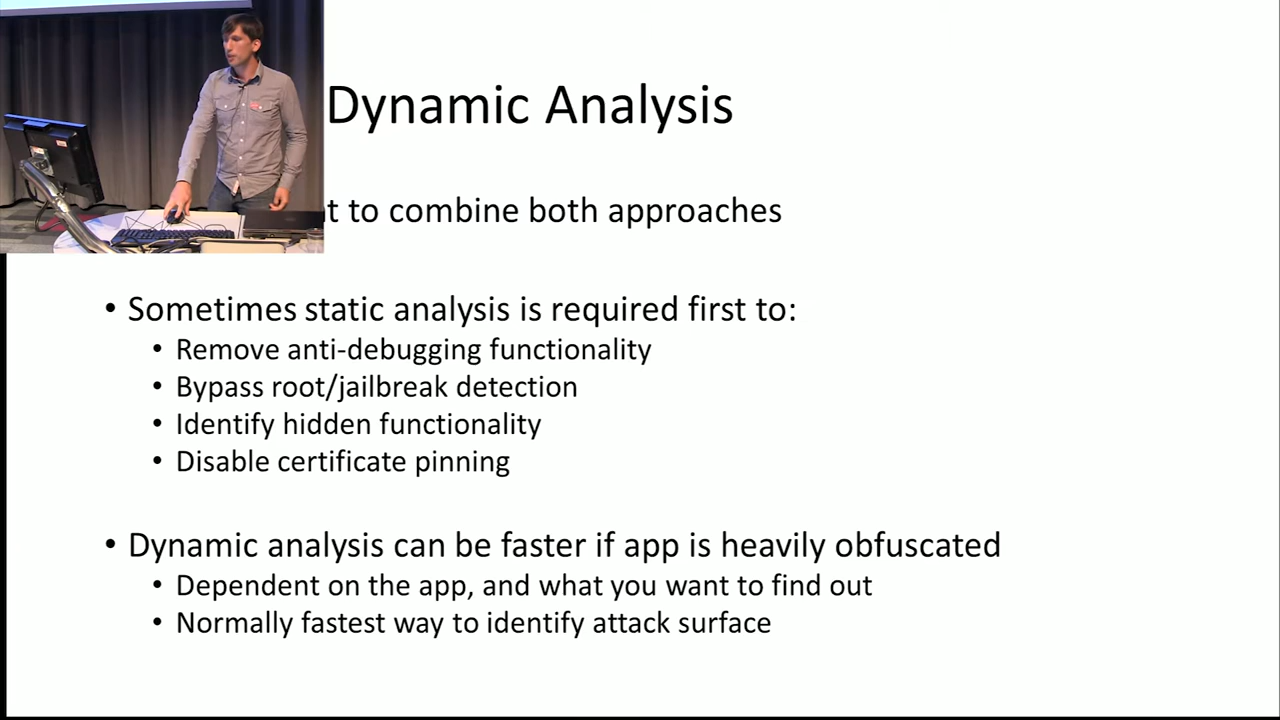 Dynamic Analysis
t to combine both approaches
• Sometimes static analysis is required first to:
• Remove anti-debugging functionality
• Bypass root/jailbreak detection
• Identify hidden functionality
• Disable certificate pinning
• Dynamic analysis can be faster if app is heavily obfuscated
• Dependent on the app, and what you want to find out
• Normally fastest way to identify attack surface